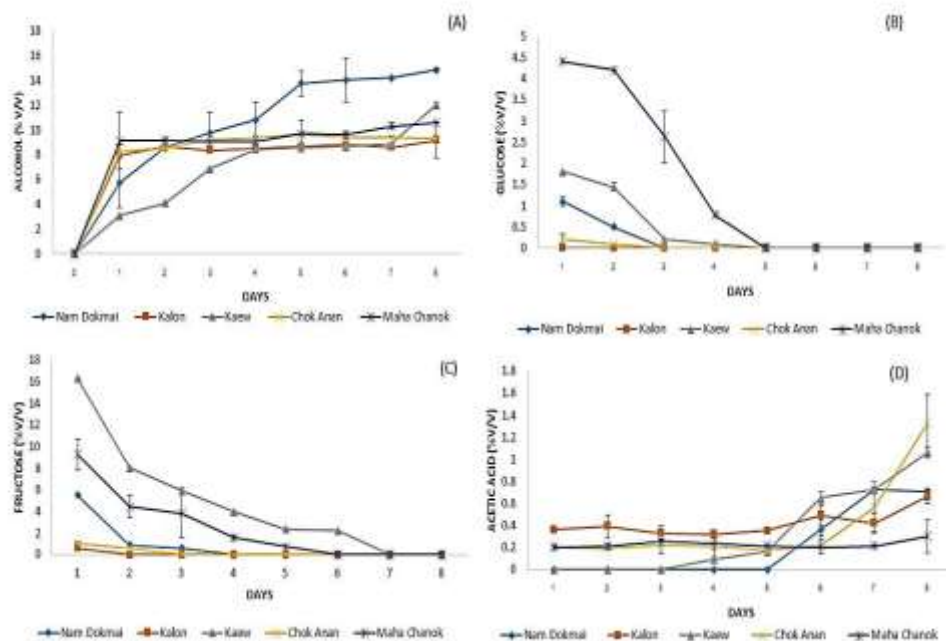 (A)
ALCOHOL (% V/V)
18
16
14
12
10
8
6
4
2
0
0 1 2 3 4 5 6 7 8
DAYS
Nam Dokmai Kalon Kaew Chok Anan Maha Chanok
(B)
GLUCOSE (%V/V)
5
4.5
4
3.5
3
2.5
2
1.5
1
0.5
0
1 2 3 4 5 6 7 8
DAYS
Nam Dokmai Kalon Kaew Chok Anan Maha Chanok
(C)
FRUCTOSE (%V/V)
18
16
14
12
10
8
6
4
2
0
1 2 3 4 5 6 7 8
DAYS
Nam Dokmai Kalon Kaew Chok Anan Maha Chanok
(D)
ACETIC ACID (%V/V)
1.8
1.6
1.4
1.2
1
0.8
0.6
0.4
0.2
0
1 2 3 4 5 6 7 8
DAYS
Nam Dokmai Kalon Kaew Chok Anan Maha Chanok